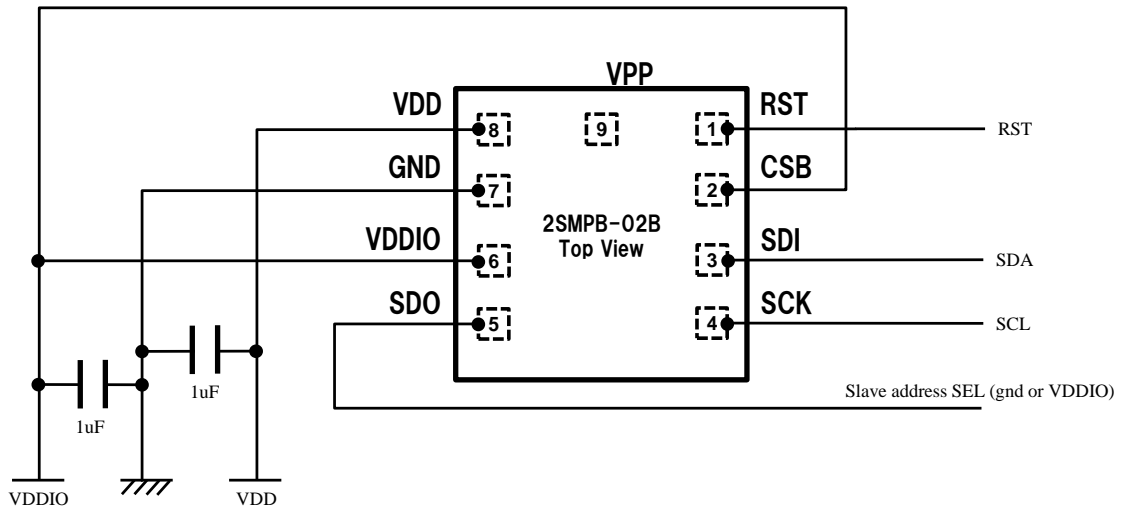 VPP
VDD
8
9
1
RST
RST
GND
7
2
CSB
2SMPB-02B
Top View
VDDIO
6
3
SDI
SDA
SDO
5
4
SCK
SCL
1uF
1uF
Slave address SEL (gnd or VDDIO)
VDDIO
VDD